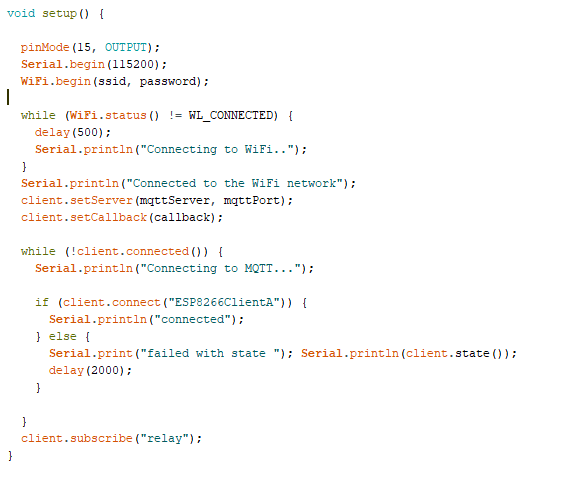 void setup() {
pinMode(15, OUTPUT);
Serial.begin(115200);
WiFi.begin(ssid, password);
while (WiFi.status() != WL_CONNECTED) {
delay(500);
Serial.println("Connecting to WiFi..");
}
Serial.println("Connected to the WiFi network");
client.setServer(mqttServer, mqttPort);
client.setCallback(callback);
while (!client.connected()) {
Serial.println("Connecting to MQTT...");
if (client.connect("ESP8266ClientA")) {
Serial.println("connected");
} else {
Serial.print("failed with state "); Serial.println(client.state());
delay(2000);
}
}
client.subscribe("relay");
}